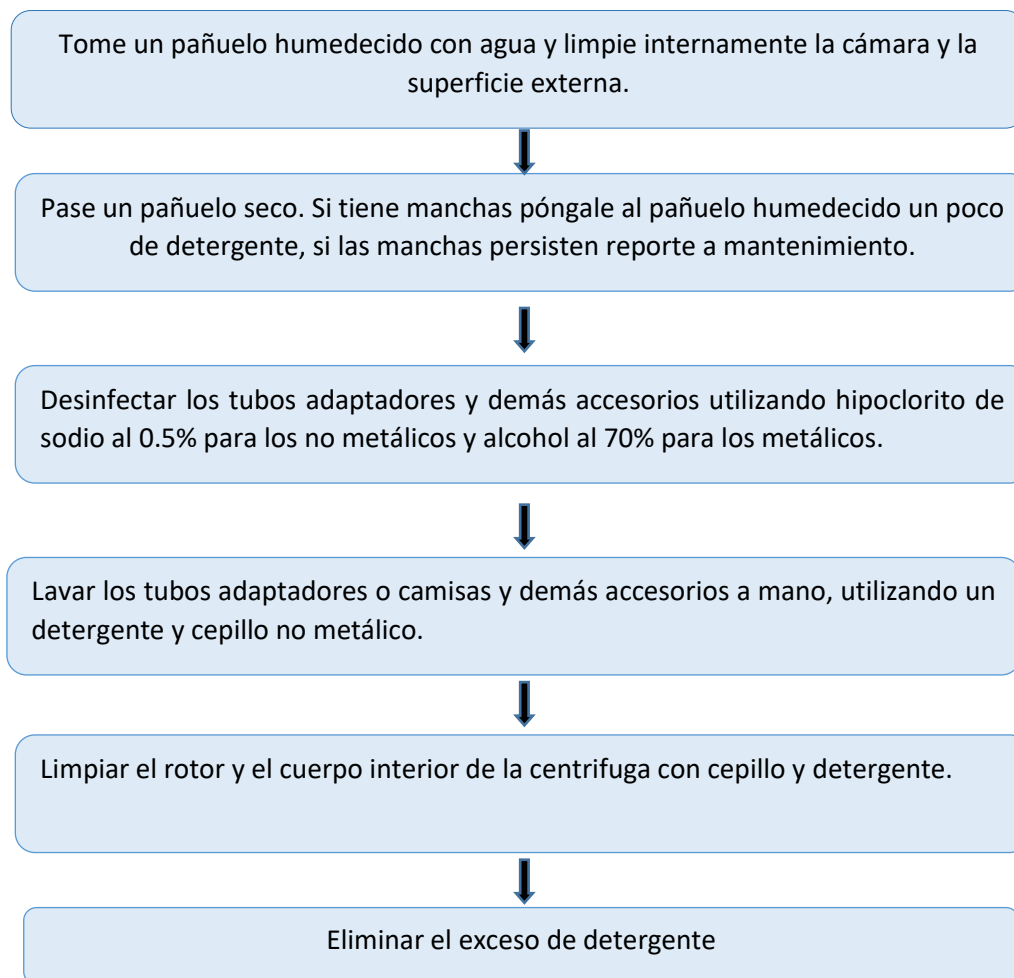 Tome un pañuelo humedecido con agua y limpie internamente la cámara y la
superficie externa.
Pase un pañuelo seco. Si tiene manchas póngale al pañuelo humedecido un poco
de detergente, si las manchas persisten reporte a mantenimiento.
Desinfectar los tubos adaptadores y demás accesorios utilizando hipoclorito de
sodio al 0.5% para los no metálicos y alcohol al 70% para los metálicos.
Lavar los tubos adaptadores o camisas y demás accesorios a mano, utilizando un
detergente y cepillo no metálico.
Limpiar el rotor y el cuerpo interior de la centrifuga con cepillo y detergente.
Eliminar el exceso de detergente